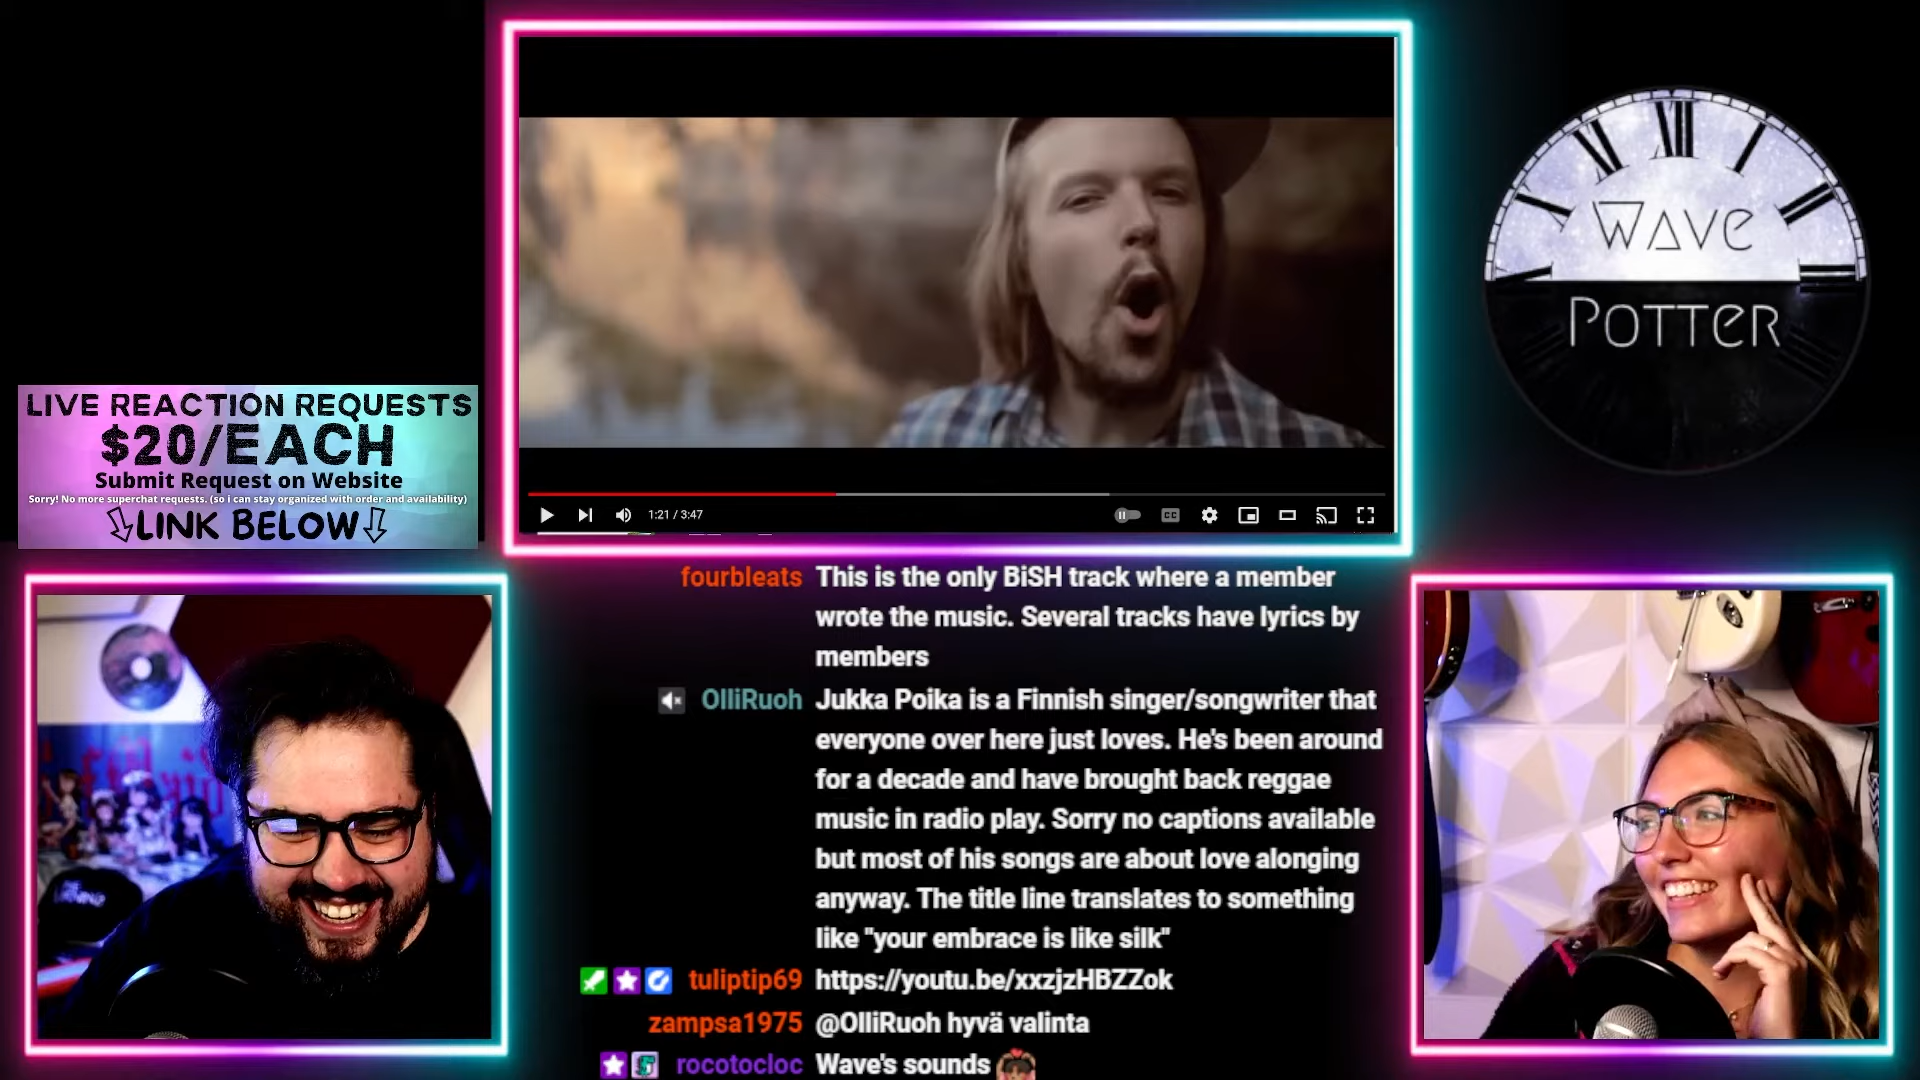 LIVE REACTION REQUESTS
$20/EACH
Submit Request on Website
Sorry! No more superchat requests. (so i can stay organized with order and availability)
LINK BELOW
1:21 / 3:47
CC
WAVE
POTTER
fourbleats This is the only BiSH track where a member
wrote the music. Several tracks have lyrics by
members
OlliRuoh Jukka Poika is a Finnish singer/songwriter that
everyone over here just loves. He's been around
for a decade and have brought back reggae
music in radio play. Sorry no captions available
but most of his songs are about love alonging
anyway. The title line translates to something
like "your embrace is like silk"
tuliptip69 https://youtu.be/xxzjzHBZZok
zampsa1975 @OlliRuoh hyvä valinta
rocotocloc Wave's sounds